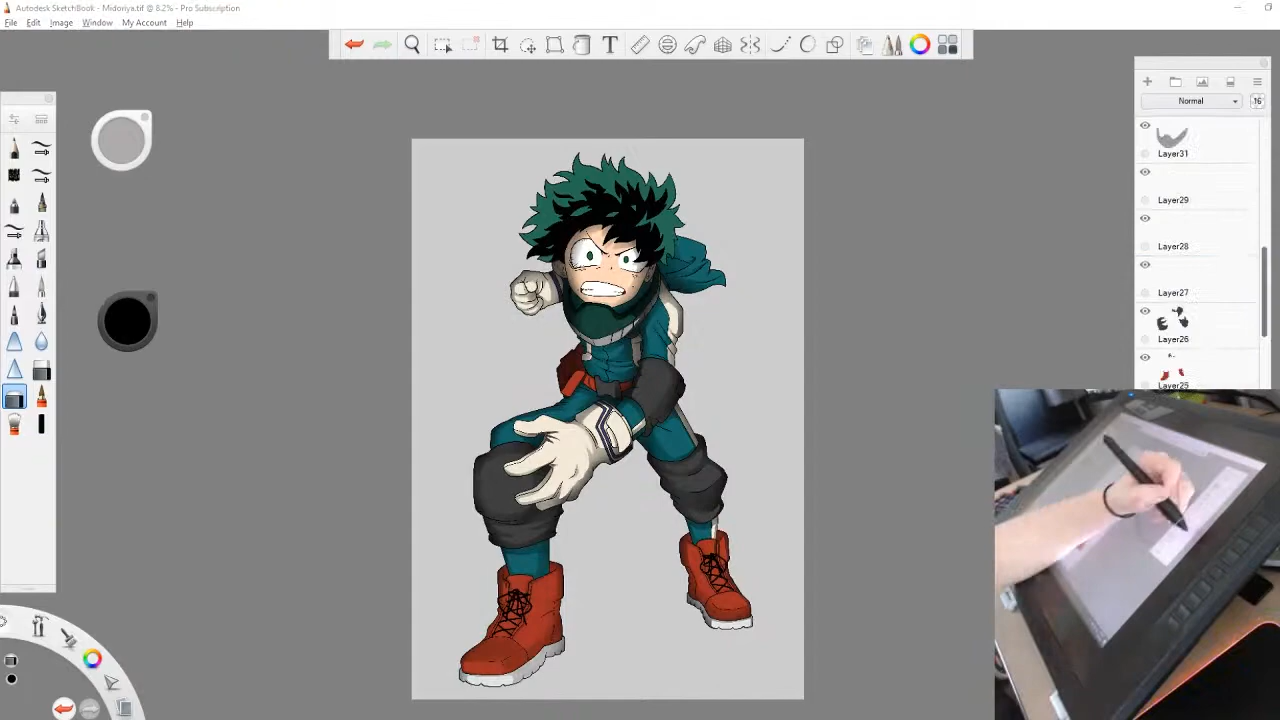 Autodesk SketchBook - Midoriya.tif @ 8.2% - Pro Subscription
File Edit Image Window My Account Help
T
Normal
16
Layer31
Layer29
Layer28
Layer27
Layer26
Layer25